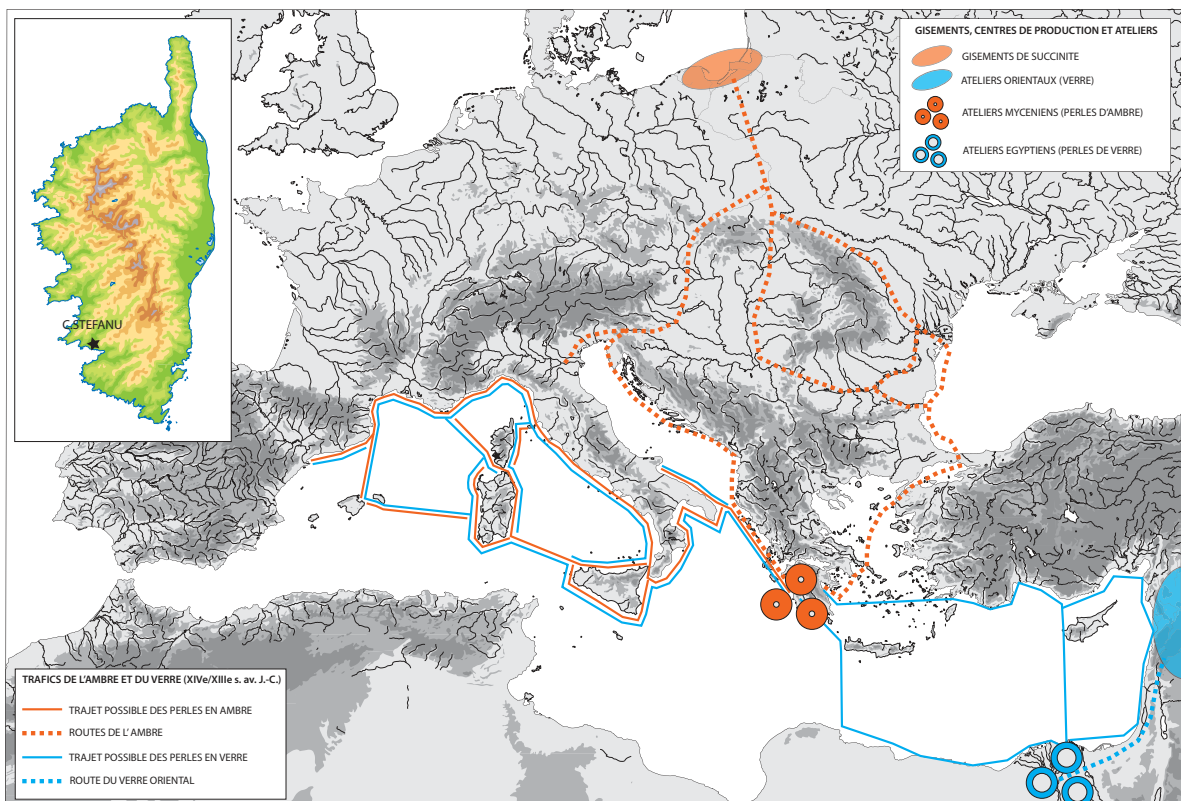 C.STEFANU
GISEMENTS, CENTRES DE PRODUCTION ET ATELIERS
GISEMENTS DE SUCCINITE
ATELIERS ORIENTAUX (VERRE)
ATELIERS MYCENIENS (PERLES D'AMBRE)
ATELIERS EGYPTIENS (PERLES DE VERRE)
TRAFICS DE L'AMBRE ET DU VERRE (XIVe/XIIIe s. av. J.-C.)
TRAJET POSSIBLE DES PERLES EN AMBRE
ROUTES DE L' AMBRE
TRAJET POSSIBLE DES PERLES EN VERRE
ROUTE DU VERRE ORIENTAL